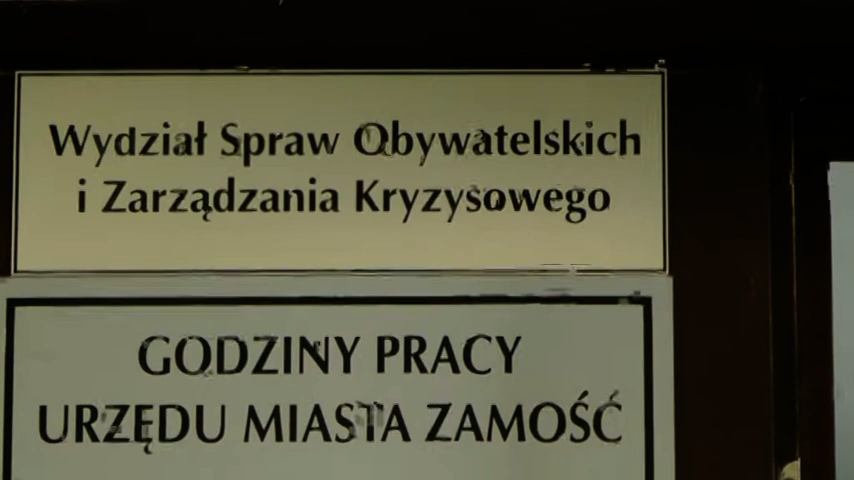 Wydział Spraw Obywatelskich
i Zarządzania Kryzysowego
GODZINY PRACY
URZĘDU MIASTA ZAMOŚĆ